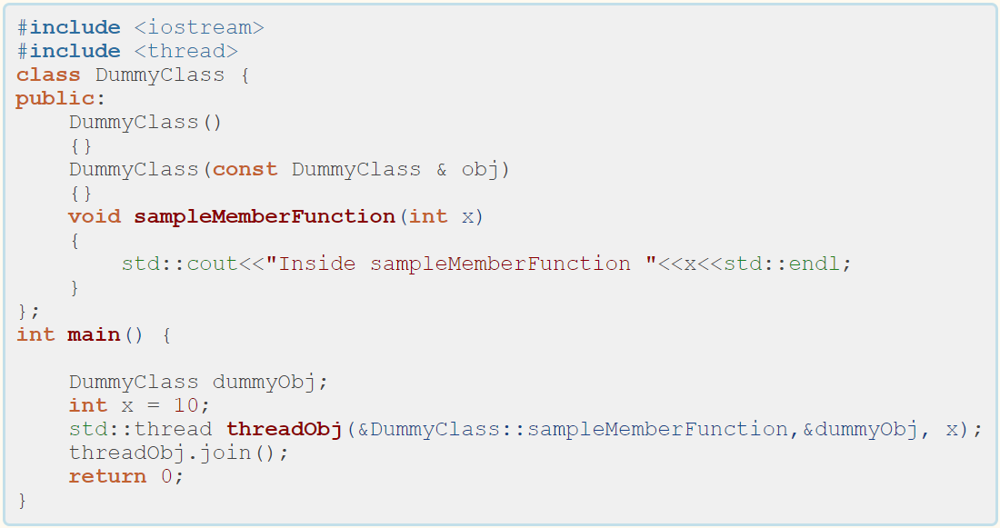 #include <iostream>
#include <thread>
class DummyClass {
public:
    DummyClass()
    {}
    DummyClass(const DummyClass & obj)
    {}
    void sampleMemberFunction(int x)
    {
        std::cout<<"Inside sampleMemberFunction "<<x<<std::endl;
    }
};
int main() {

    DummyClass dummyObj;
    int x = 10;
    std::thread threadObj(&DummyClass::sampleMemberFunction,&dummyObj, x);
    threadObj.join();
    return 0;
}